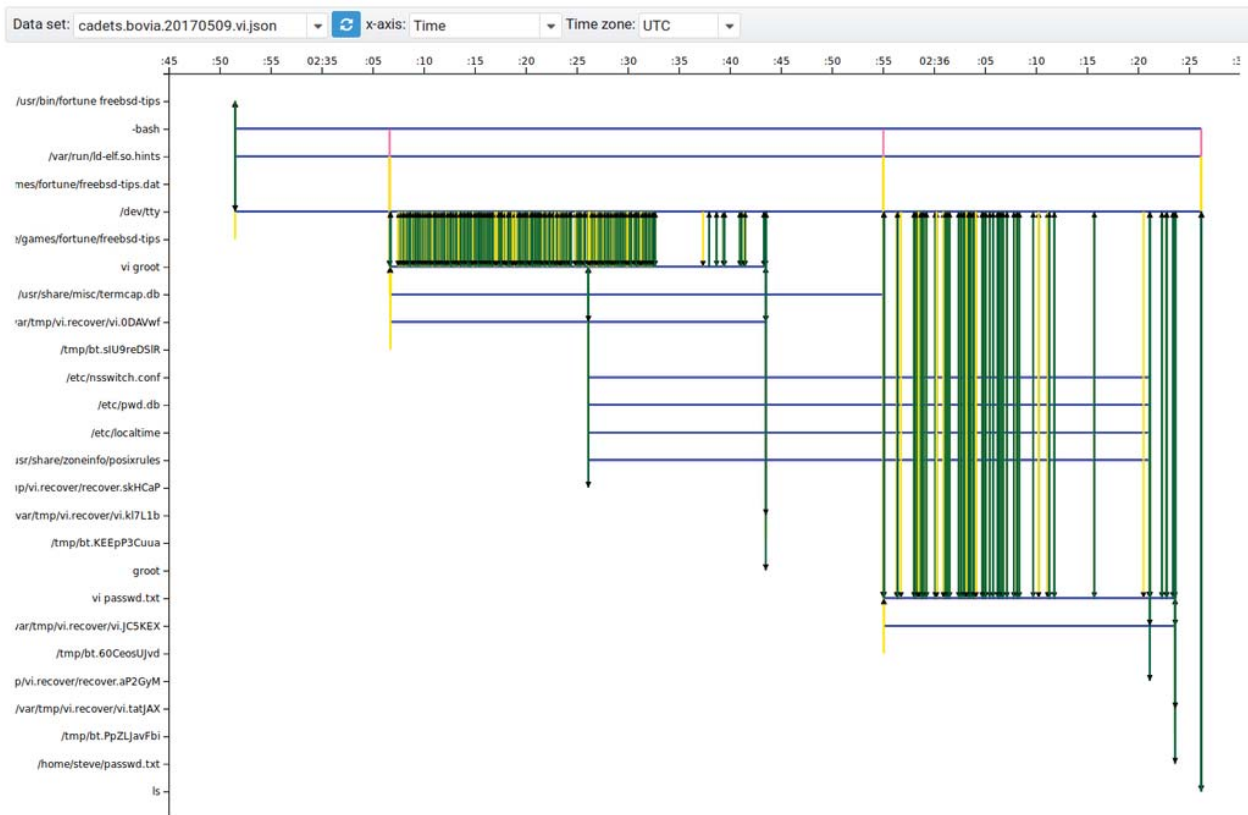 Data set: cadets.bovia.20170509.vi.json x-axis: Time Time zone: UTC
:45 :50 :55 02:35 :05 :10 :15 :20 :25 :30 :35 :40 :45 :50 :55 02:36 :05 :10 :15 :20 :25 :3
/usr/bin/fortune freebsd-tips
-bash
/var/run/ld-elf.so.hints
mes/fortune/freebsd-tips.dat
/dev/tty
e/games/fortune/freebsd-tips
vi groot
/usr/share/misc/termcap.db
var/tmp/vi.recover/vi.0DAVwf
/tmp/bt.slU9reDSlR
/etc/nsswitch.conf
/etc/pwd.db
/etc/localtime
usr/share/zoneinfo/posixrules
np/vi.recover/recover.skHCaP
var/tmp/vi.recover/vi.kl7L1b
/tmp/bt.KEEpP3Cuua
groot
vi passwd.txt
var/tmp/vi.recover/vi.JC5KEX
/tmp/bt.60CeosUJvd
p/vi.recover/recover.aP2GyM
/var/tmp/vi.recover/vi.tatJAX
/tmp/bt.PpZLJavFbi
/home/steve/passwd.txt
ls